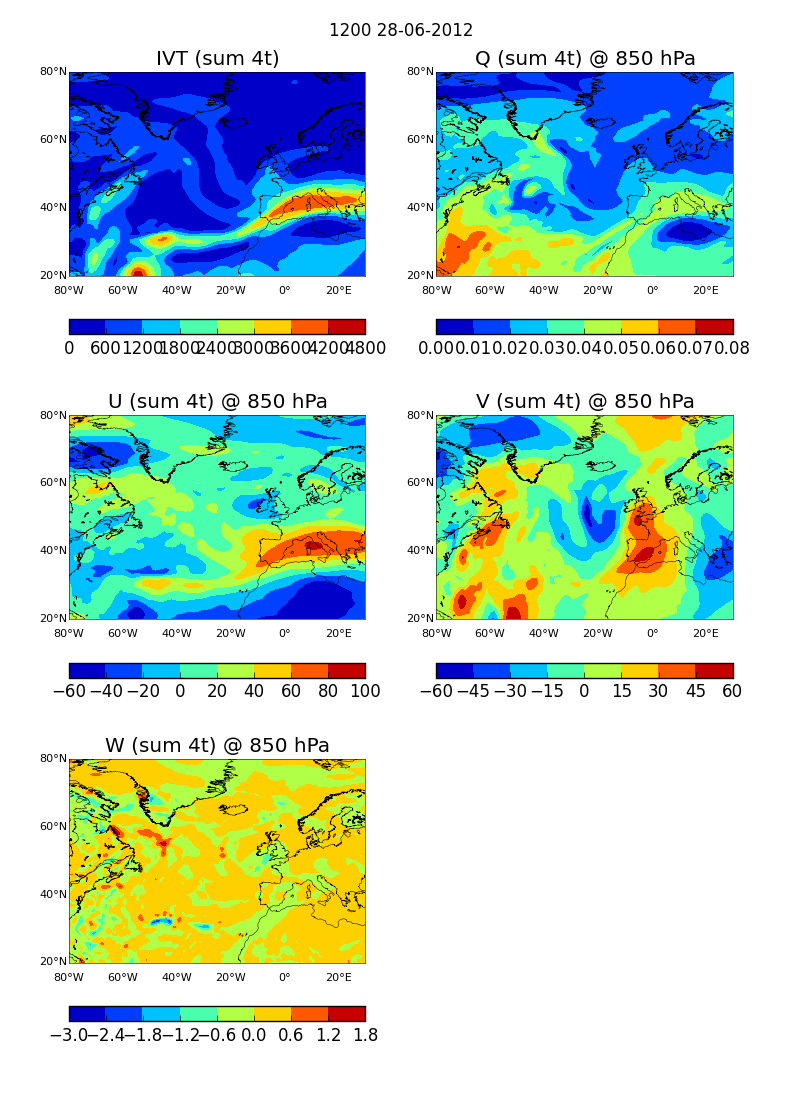 1200 28-06-2012
IVT (sum 4t)
Q (sum 4t) @ 850 hPa
80°N
60°N
40°N
20°N
80°W 60°W 40°W 20°W 0° 20°E
0 600 1200 1800 2400 3000 3600 4200 4800
80°N
60°N
40°N
20°N
80°W 60°W 40°W 20°W 0° 20°E
0.00 0.01 0.02 0.03 0.04 0.05 0.06 0.07 0.08
U (sum 4t) @ 850 hPa
V (sum 4t) @ 850 hPa
80°N
60°N
40°N
20°N
80°W 60°W 40°W 20°W 0° 20°E
−60 −40 −20 0 20 40 60 80 100
80°N
60°N
40°N
20°N
80°W 60°W 40°W 20°W 0° 20°E
−60 −45 −30 −15 0 15 30 45 60
W (sum 4t) @ 850 hPa
80°N
60°N
40°N
20°N
80°W 60°W 40°W 20°W 0° 20°E
−3.0 −2.4 −1.8 −1.2 −0.6 0.0 0.6 1.2 1.8